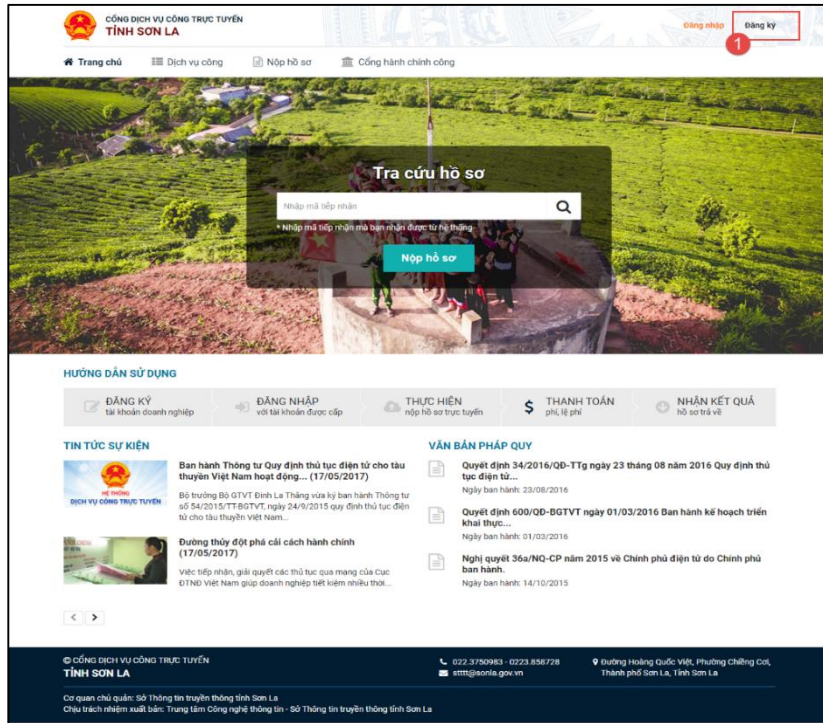 CỔNG DỊCH VỤ CÔNG TRỰC TUYẾN
TỈNH SƠN LA
Đăng nhập
Đăng ký
1
Trang chủ
Dịch vụ công
Nộp hồ sơ
Cổng hành chính công
Tra cứu hồ sơ
Nhập mã tiếp nhận
* Nhập mã tiếp nhận mà bạn nhận được từ hệ thống
Nộp hồ sơ
HƯỚNG DẪN SỬ DỤNG
ĐĂNG KÝ
tài khoản doanh nghiệp
ĐĂNG NHẬP
với tài khoản được cấp
THỰC HIỆN
nộp hồ sơ trực tuyến
THANH TOÁN
phí, lệ phí
NHẬN KẾT QUẢ
hồ sơ trả về
TIN TỨC SỰ KIỆN
HỆ THỐNG
DỊCH VỤ CÔNG TRỰC TUYẾN
Ban hành Thông tư Quy định thủ tục điện tử cho tàu
thuyền Việt Nam hoạt động... (17/05/2017)
Bộ trưởng Bộ GTVT Đinh La Thăng vừa ký ban hành Thông tư
số 54/2015/TT-BGTVT, ngày 24/9/2015 quy định thủ tục điện
tử cho tàu thuyền Việt Nam...
Đường thủy đột phá cải cách hành chính
(17/05/2017)
Việc tiếp nhận, giải quyết các thủ tục qua mạng của Cục
ĐTNĐ Việt Nam giúp doanh nghiệp tiết kiệm nhiều thời...
VĂN BẢN PHÁP QUY
Quyết định 34/2016/QĐ-TTg ngày 23 tháng 08 năm 2016 Quy định thủ
tục điện tử...
Ngày ban hành: 23/08/2016
Quyết định 600/QĐ-BGTVT ngày 01/03/2016 Ban hành kế hoạch triển
khai thực...
Ngày ban hành: 01/03/2016
Nghị quyết 36a/NQ-CP năm 2015 về Chính phủ điện tử do Chính phủ
ban hành.
Ngày ban hành: 14/10/2015
© CỔNG DỊCH VỤ CÔNG TRỰC TUYẾN
TỈNH SƠN LA
022.3750983 - 0223.858728
sttt@sonla.gov.vn
Đường Hoàng Quốc Việt, Phường Chiềng Cơi,
Thành phố Sơn La, Tỉnh Sơn La
Cơ quan chủ quản: Sở Thông tin truyền thông tỉnh Sơn La
Chịu trách nhiệm xuất bản: Trung tâm Công nghệ thông tin - Sở Thông tin truyền thông tỉnh Sơn La